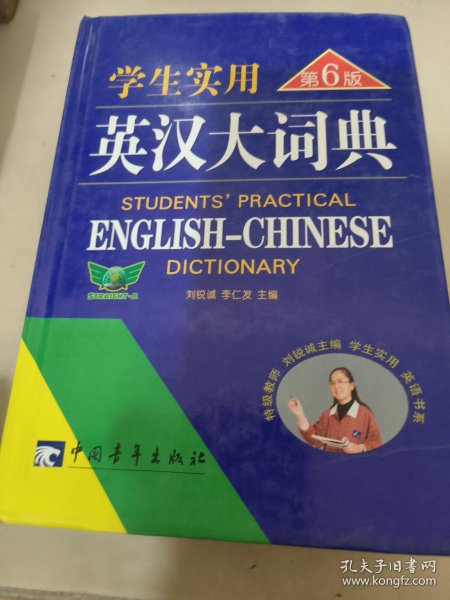 学生实用
第6版
英汉大词典
STUDENTS' PRACTICAL
ENGLISH-CHINESE
DICTIONARY
STRAIGHT-A
刘锐诚 李仁发 主编
特级教师 刘锐诚主编 学生实用 英语书系
中国青年出版社
孔夫子旧书网
www.kongfz.com